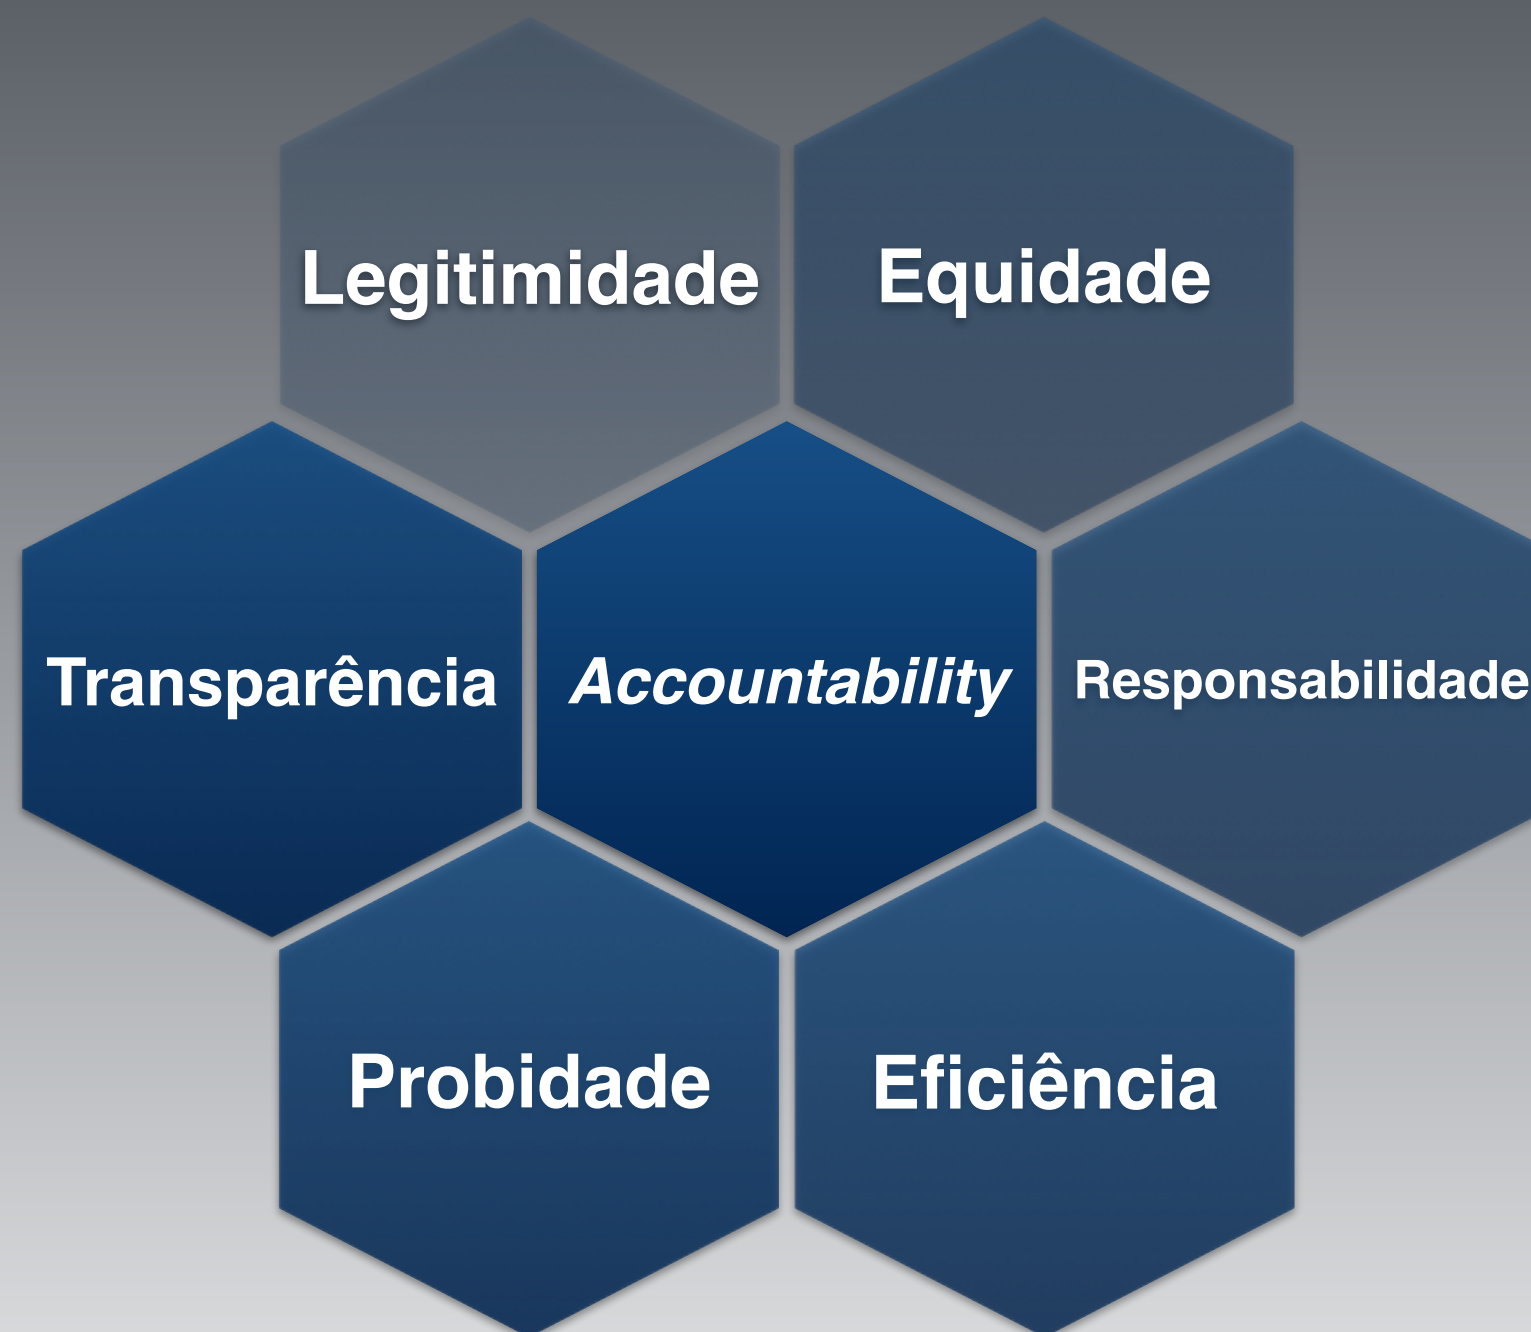 Legitimidade
Equidade
Transparência
Accountability
Responsabilidade
Probidade
Eficiência